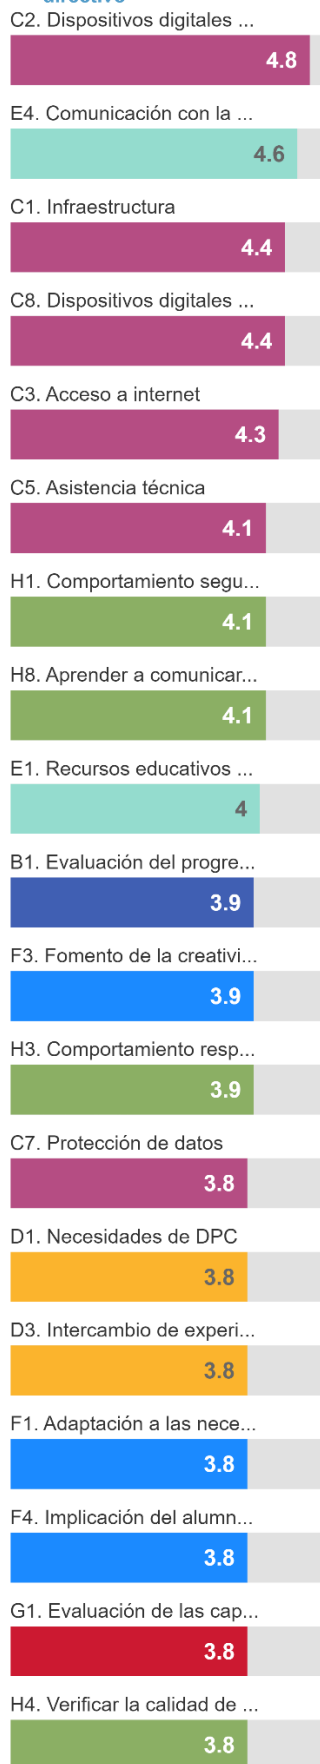 directivo
C2. Dispositivos digitales ...
4.8
E4. Comunicación con la ...
4.6
C1. Infraestructura
4.4
C8. Dispositivos digitales ...
4.4
C3. Acceso a internet
4.3
C5. Asistencia técnica
4.1
H1. Comportamiento segu...
4.1
H8. Aprender a comunicar...
4.1
E1. Recursos educativos ...
4
B1. Evaluación del progre...
3.9
F3. Fomento de la creativi...
3.9
H3. Comportamiento resp...
3.9
C7. Protección de datos
3.8
D1. Necesidades de DPC
3.8
D3. Intercambio de experi...
3.8
F1. Adaptación a las nece...
3.8
F4. Implicación del alumn...
3.8
G1. Evaluación de las cap...
3.8
H4. Verificar la calidad de ...
3.8